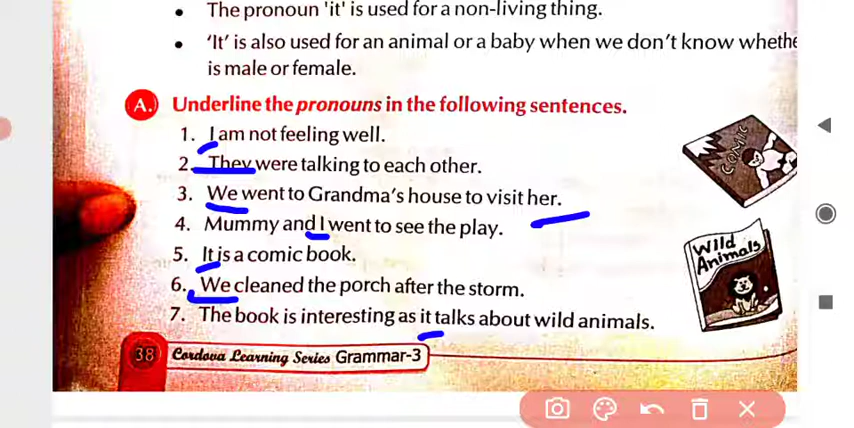 • The pronoun 'it' is used for a non-living thing.
• 'It' is also used for an animal or a baby when we don't know whethe
is male or female.
A. Underline the pronouns in the following sentences.
1. I am not feeling well.
2. They were talking to each other.
3. We went to Grandma's house to visit her.
4. Mummy and I went to see the play.
5. It is a comic book.
6. We cleaned the porch after the storm.
7. The book is interesting as it talks about wild animals.
COMIC
Wild
Animals
38 Cordova Learning Series Grammar-3